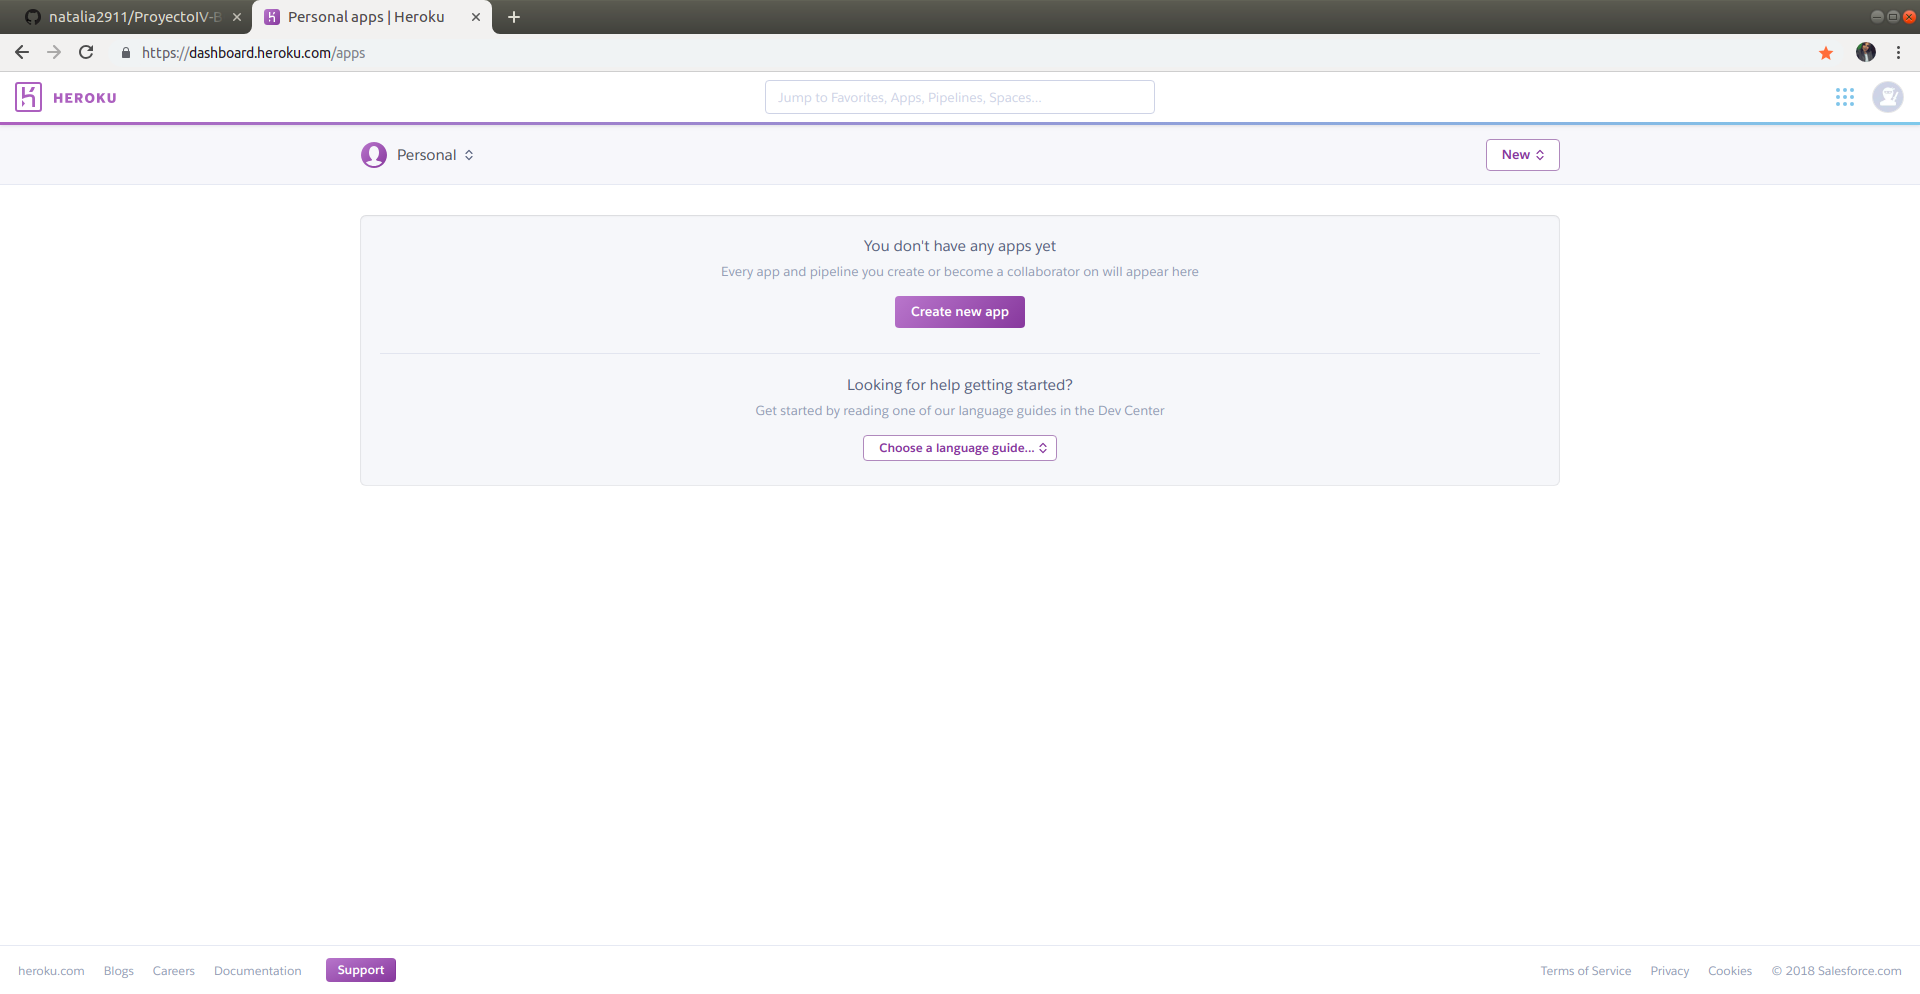 natalia2911/ProyectoIV-B
Personal apps | Heroku
https://dashboard.heroku.com/apps
HEROKU
Jump to Favorites, Apps, Pipelines, Spaces...
Personal
New
You don't have any apps yet
Every app and pipeline you create or become a collaborator on will appear here
Create new app
Looking for help getting started?
Get started by reading one of our language guides in the Dev Center
Choose a language guide...
heroku.com Blogs Careers Documentation Support Terms of Service Privacy Cookies © 2018 Salesforce.com